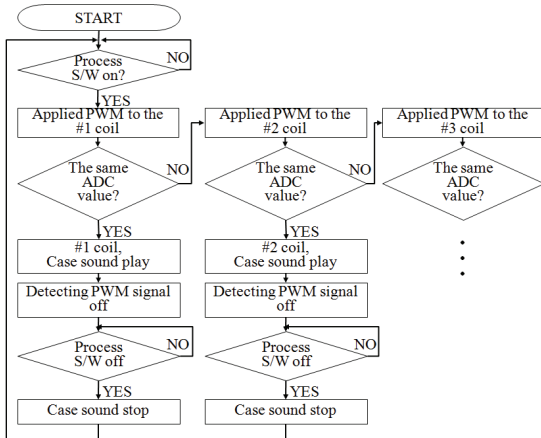 START
Process
S/W on?
NO
YES
Applied PWM to the
#1 coil
The same
ADC
value?
NO
YES
#1 coil,
Case sound play
Detecting PWM signal
off
Process
S/W off
NO
YES
Case sound stop
Applied PWM to the
#2 coil
The same
ADC
value?
NO
YES
#2 coil,
Case sound play
Detecting PWM signal
off
Process
S/W off
NO
YES
Case sound stop
Applied PWM to the
#3 coil
The same
ADC
value?